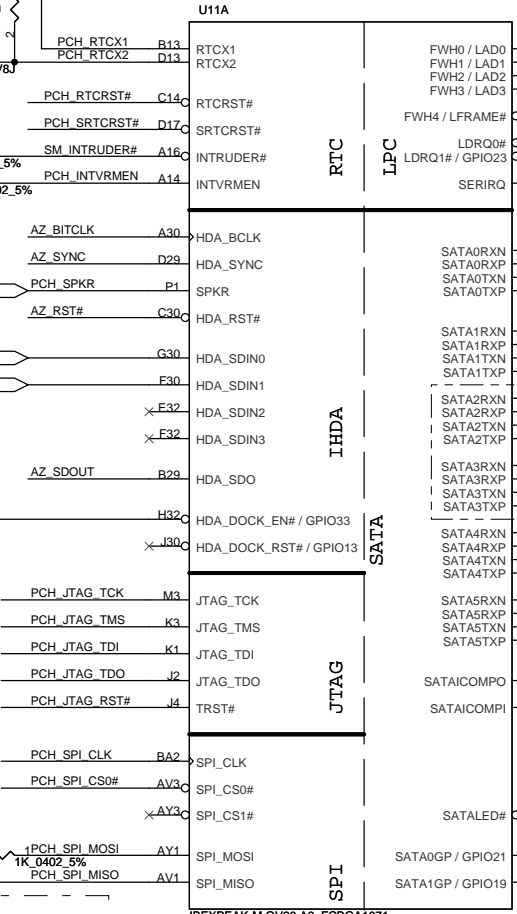 U11A
2
V8J
PCH_RTCX1 B13 RTCX1 FWH0 / LAD0
PCH_RTCX2 D13 RTCX2 FWH1 / LAD1
FWH2 / LAD2
FWH3 / LAD3
PCH_RTCRST# C14 RTCRST#
FWH4 / LFRAME#
PCH_SRTCRST# D17 SRTCRST#
LDRQ0#
SM_INTRUDER# A16 INTRUDER# LDRQ1# / GPIO23
_5%
PCH_INTVRMEN A14 INTVRMEN SERIRQ
02_5%
RTC
LPC
AZ_BITCLK A30 HDA_BCLK
SATA0RXN
AZ_SYNC D29 HDA_SYNC SATA0RXP
SATA0TXN
PCH_SPKR P1 SPKR SATA0TXP
AZ_RST# C30 HDA_RST#
SATA1RXN
SATA1RXP
G30 HDA_SDIN0 SATA1TXN
SATA1TXP
F30 HDA_SDIN1
SATA2RXN
E32 HDA_SDIN2 SATA2RXP
SATA2TXN
F32 HDA_SDIN3 SATA2TXP
SATA3RXN
AZ_SDOUT B29 HDA_SDO SATA3RXP
SATA3TXN
SATA3TXP
H32 HDA_DOCK_EN# / GPIO33
SATA4RXN
J30 HDA_DOCK_RST# / GPIO13 SATA4RXP
SATA4TXN
SATA4TXP
IHDA
SATA
PCH_JTAG_TCK M3 JTAG_TCK SATA5RXN
SATA5RXP
PCH_JTAG_TMS K3 JTAG_TMS SATA5TXN
SATA5TXP
PCH_JTAG_TDI K1 JTAG_TDI
PCH_JTAG_TDO J2 JTAG_TDO SATAICOMPO
PCH_JTAG_RST# J4 TRST# SATAICOMPI
JTAG
PCH_SPI_CLK BA2 SPI_CLK
PCH_SPI_CS0# AV3 SPI_CS0#
AY3 SPI_CS1# SATALED#
1 PCH_SPI_MOSI AY1 SPI_MOSI SATA0GP / GPIO21
1K_0402_5%
PCH_SPI_MISO AV1 SPI_MISO SATA1GP / GPIO19
SPI